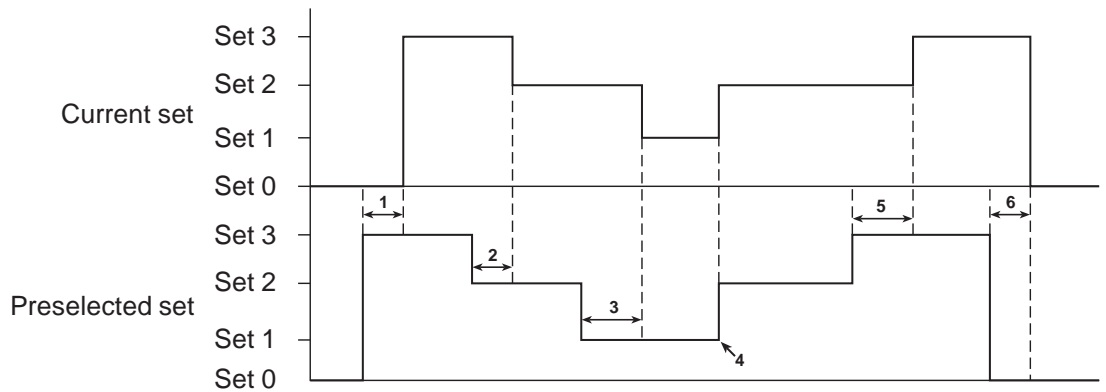 Set 3
Set 2
Current set
Set 1
Set 0
1
5
6
Set 3
2
Set 2
Preselected set
3
Set 1
4
Set 0